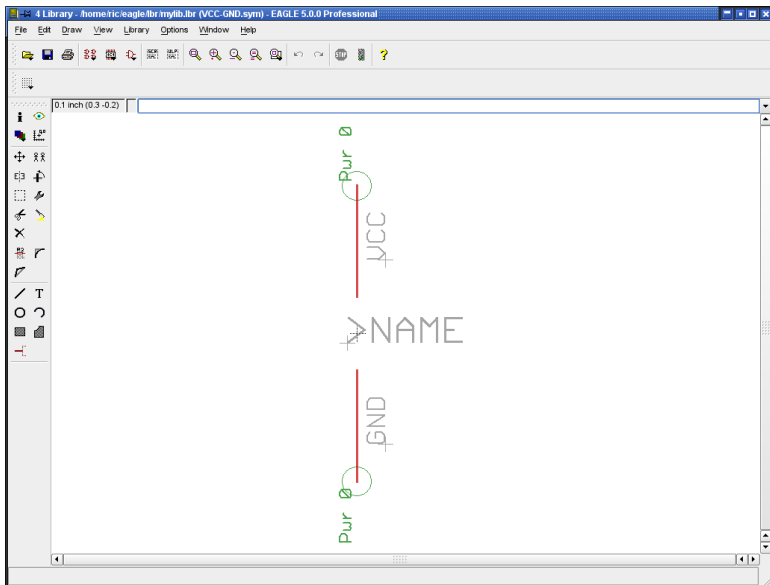 4 Library - /home/ric/eagle/lbr/mylib.lbr (VCC-GND.sym) - EAGLE 5.0.0 Professional
File Edit Draw View Library Options Window Help
0.1 inch (0.3 -0.2)
Pwr 0
VCC
>NAME
GND
Pwr 0